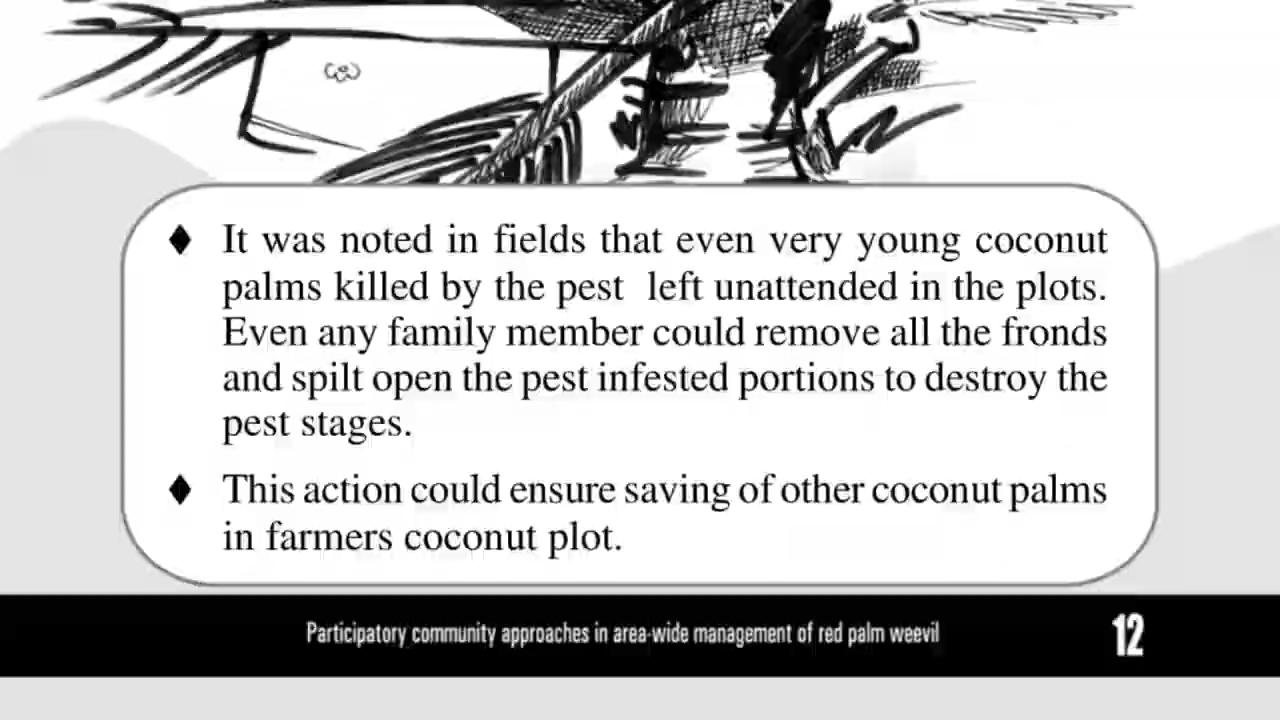 ♦ It was noted in fields that even very young coconut
palms killed by the pest left unattended in the plots.
Even any family member could remove all the fronds
and spilt open the pest infested portions to destroy the
pest stages.
♦ This action could ensure saving of other coconut palms
in farmers coconut plot.
Participatory community approaches in area-wide management of red palm weevil 12